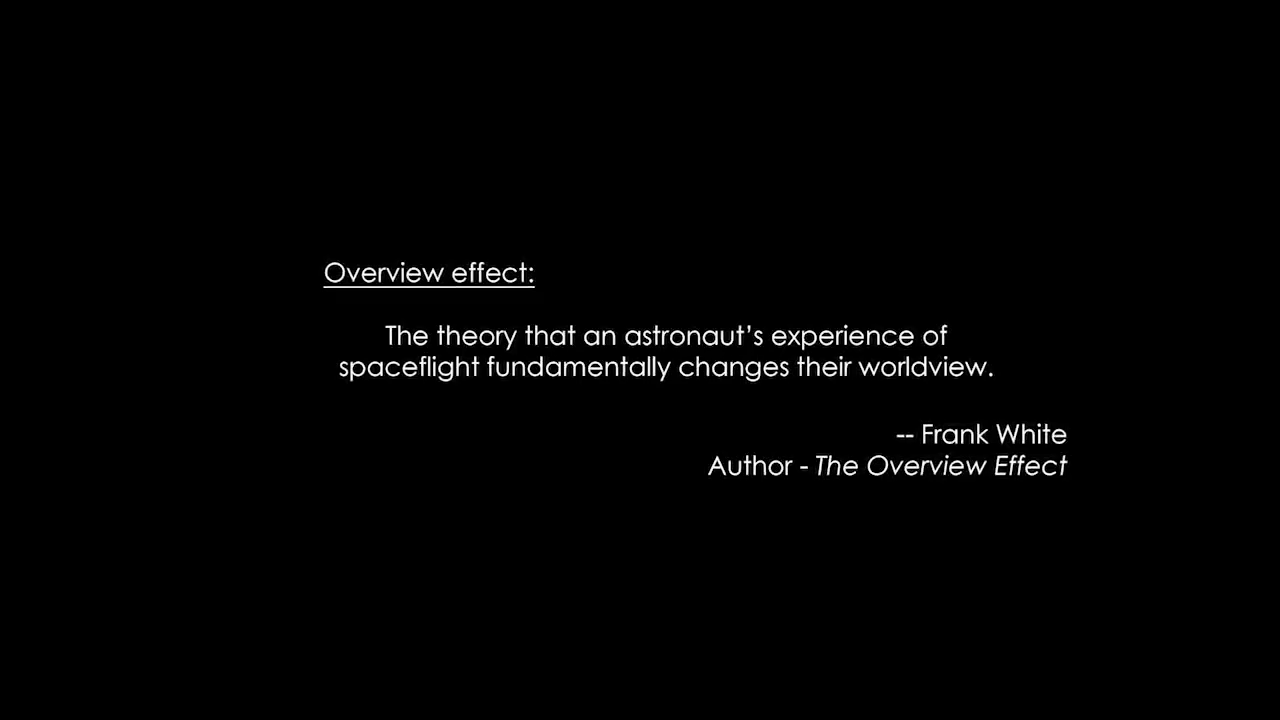 Overview effect:
The theory that an astronaut’s experience of
spaceflight fundamentally changes their worldview.
-- Frank White
Author - The Overview Effect